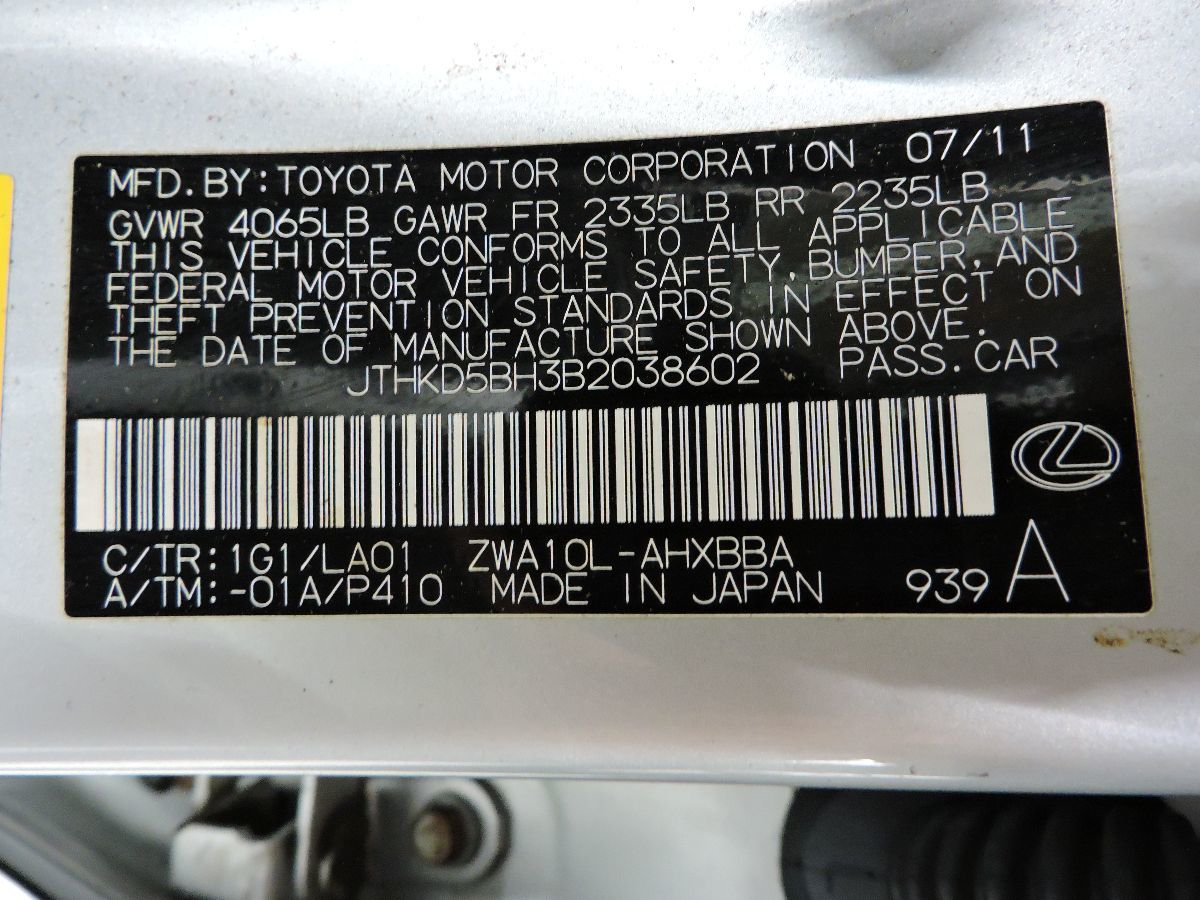 MFD.BY:TOYOTA MOTOR CORPORATION 07/11
GVWR 4065LB GAWR FR 2335LB RR 2235LB
THIS VEHICLE CONFORMS TO ALL APPLICABLE
FEDERAL MOTOR VEHICLE SAFETY,BUMPER,AND
THEFT PREVENTION STANDARDS IN EFFECT ON
THE DATE OF MANUFACTURE SHOWN ABOVE.
JTHKD5BH3B2038602 PASS.CAR
C/TR:1G1/LA01 ZWA10L-AHXBBA
A/TM:-01A/P410 MADE IN JAPAN 939 A